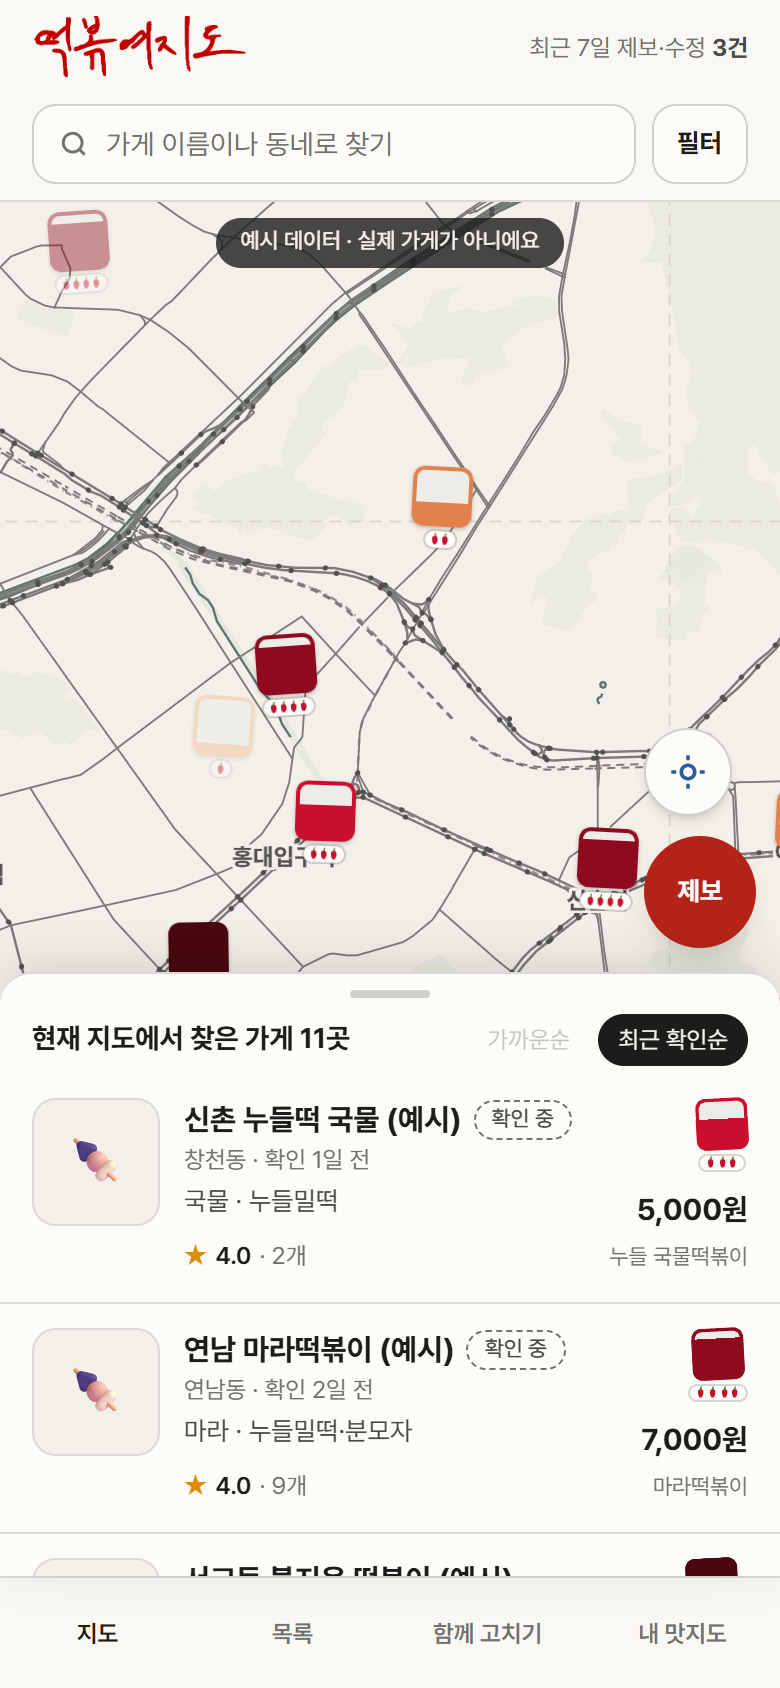 떡볶여지도
최근 7일 제보·수정 3건
가게 이름이나 동네로 찾기
필터
예시 데이터 · 실제 가게가 아니에요
홍대입구
제보
현재 지도에서 찾은 가게 11곳
가까운순
최근 확인순
신촌 누들떡 국물 (예시)
확인 중
창천동 · 확인 1일 전
국물 · 누들밀떡
5,000원
★ 4.0 · 2개
누들 국물떡볶이
연남 마라떡볶이 (예시)
확인 중
연남동 · 확인 2일 전
마라 · 누들밀떡·분모자
7,000원
★ 4.0 · 9개
마라떡볶이
지도
목록
함께 고치기
내 맛지도